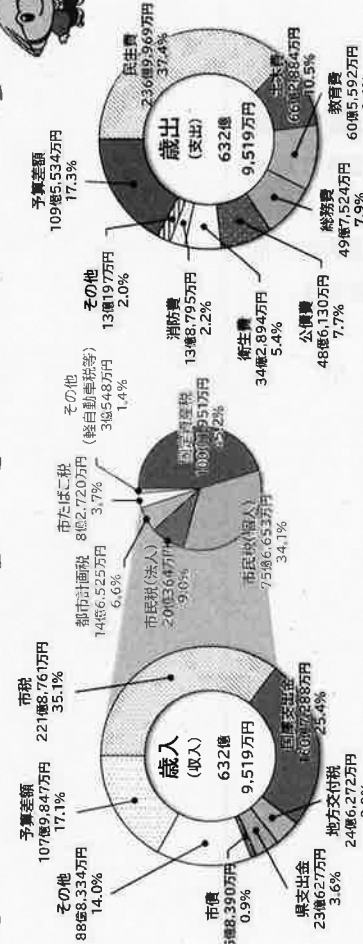 歳入
(収入)
632億
9,519万円
市税
221億8,761万円
35.1%
25.4%
地方交付税
24億6,272万円
県支出金
23億627万円
3.6%
市債
0.9%
その他
88億8,334万円
14.0%
予算差額
107億9,847万円
17.1%
市民税(個人)
75億6,653万円
34.1%
市民税(法人)
都市計画税
14億6,525万円
6.6%
市たばこ税
8億2,720万円
3.7%
その他
(軽自動車税等)
3億548万円
1.4%
歳出
(支出)
632億
9,519万円
民生費
236億9,969万円
37.4%
土木費
10.5%
教育費
60億5,592万円
総務費
49億7,524万円
7.9%
公債費
48億6,130万円
7.7%
衛生費
34億2,894万円
5.4%
消防費
13億8,795万円
2.2%
その他
13億197万円
2.0%
予算差額
109億5,534万円
17.3%